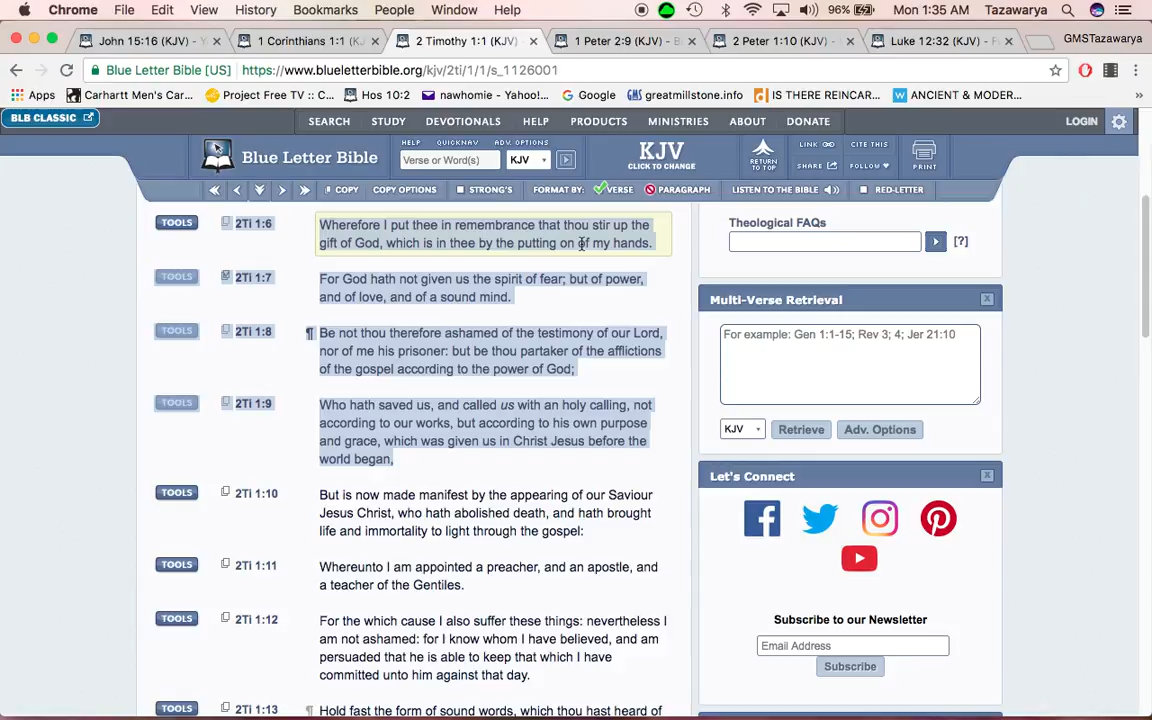 Chrome File Edit View History Bookmarks People Window Help 96% Mon 1:35 AM Tazawarya
John 15:16 (KJV) - 1 Corinthians 1:1 (KJ 2 Timothy 1:1 (KJV) 1 Peter 2:9 (KJV) - B 2 Peter 1:10 (KJV) - Luke 12:32 (KJV) - GMSTazawarya
Blue Letter Bible [US] https://www.blueletterbible.org/kjv/2ti/1/1/s_1126001
Apps Carhartt Men's Car... Project Free TV :: C... Hos 10:2 nawhomie - Yahoo!... Google GMS greatmillstone.info IS THERE REINCAR... ANCIENT & MODER... »
BLB CLASSIC SEARCH STUDY DEVOTIONALS HELP PRODUCTS MINISTRIES ABOUT DONATE LOGIN
HELP QUICKNAV ADV. OPTIONS
Blue Letter Bible Verse or Word(s) KJV KJV CLICK TO CHANGE RETURN TO TOP LINK CITE THIS SHARE FOLLOW PRINT
COPY COPY OPTIONS STRONG'S FORMAT BY: VERSE PARAGRAPH LISTEN TO THE BIBLE RED-LETTER
TOOLS 2Ti 1:6 Wherefore I put thee in remembrance that thou stir up the
gift of God, which is in thee by the putting on of my hands.
TOOLS 2Ti 1:7 For God hath not given us the spirit of fear; but of power,
and of love, and of a sound mind.
TOOLS 2Ti 1:8 ¶ Be not thou therefore ashamed of the testimony of our Lord,
nor of me his prisoner: but be thou partaker of the afflictions
of the gospel according to the power of God;
TOOLS 2Ti 1:9 Who hath saved us, and called us with an holy calling, not
according to our works, but according to his own purpose
and grace, which was given us in Christ Jesus before the
world began,
TOOLS 2Ti 1:10 But is now made manifest by the appearing of our Saviour
Jesus Christ, who hath abolished death, and hath brought
life and immortality to light through the gospel:
TOOLS 2Ti 1:11 Whereunto I am appointed a preacher, and an apostle, and
a teacher of the Gentiles.
TOOLS 2Ti 1:12 For the which cause I also suffer these things: nevertheless I
am not ashamed: for I know whom I have believed, and am
persuaded that he is able to keep that which I have
committed unto him against that day.
TOOLS 2Ti 1:13 ¶ Hold fast the form of sound words, which thou hast heard of
Theological FAQs
[?]
Multi-Verse Retrieval
For example: Gen 1:1-15; Rev 3; 4; Jer 21:10
KJV Retrieve Adv. Options
Let's Connect
Subscribe to our Newsletter
Email Address
Subscribe